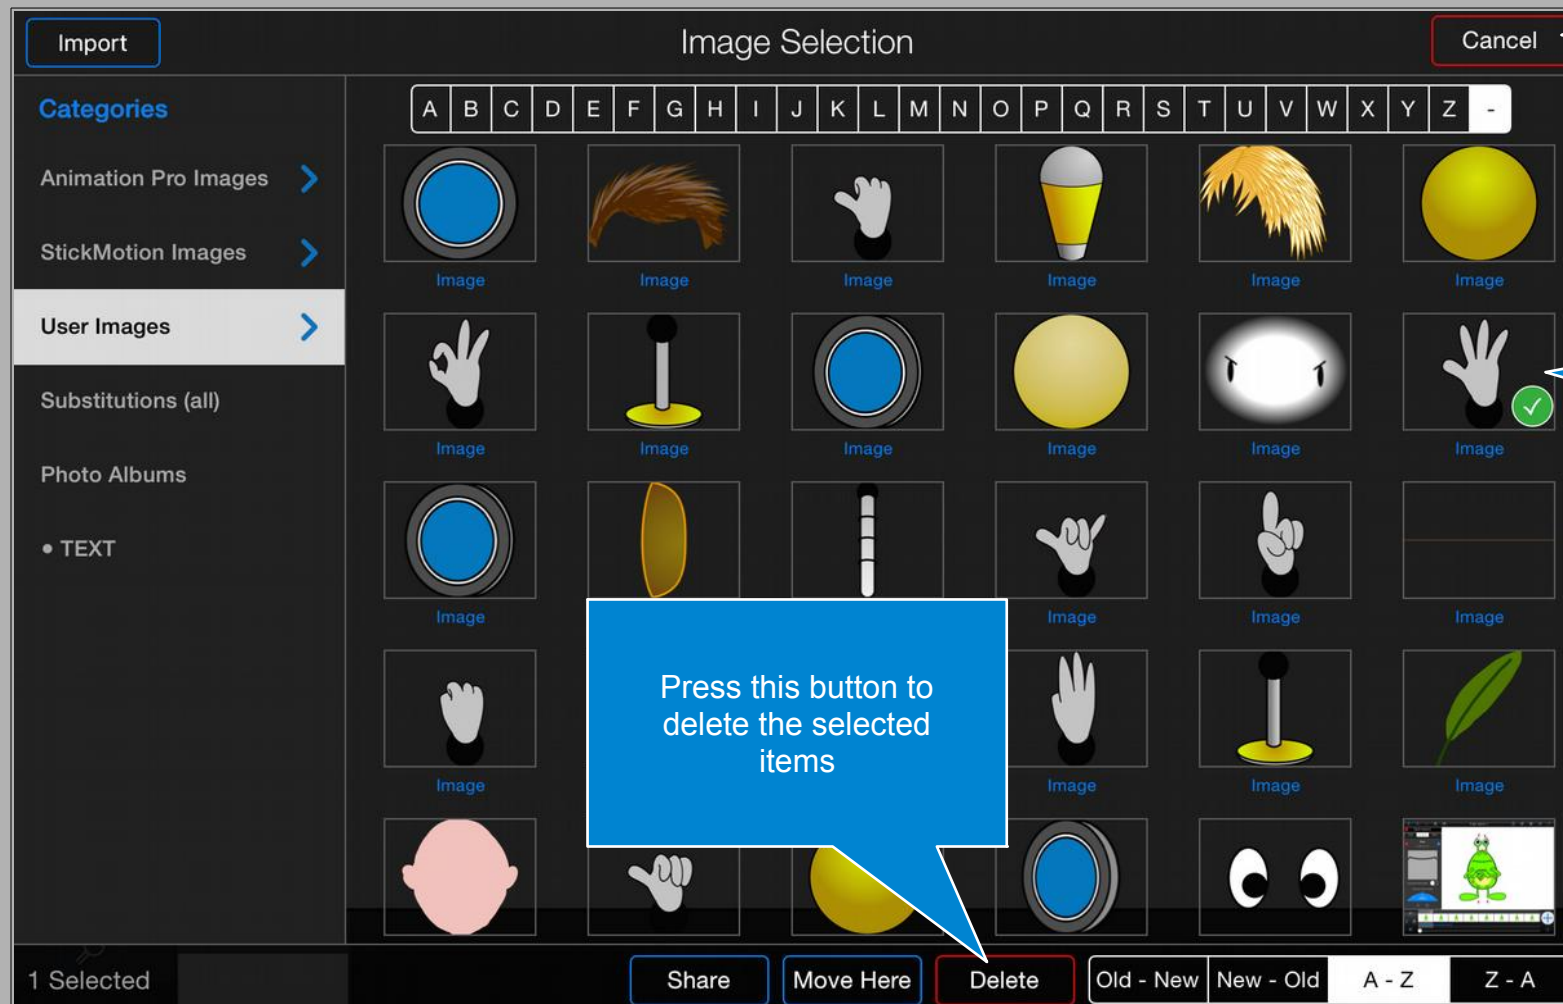 Import
Image Selection
Cancel
Categories
A B C D E F G H I J K L M N O P Q R S T U V W X Y Z -
Animation Pro Images
StickMotion Images
User Images
Substitutions (all)
Photo Albums
• TEXT
Image Image Image Image Image Image
Image Image Image Image Image Image
Image Image Image Image
Image Image Image Image
Press this button to
delete the selected
items
1 Selected
Share
Move Here
Delete
Old - New
New - Old
A - Z
Z - A